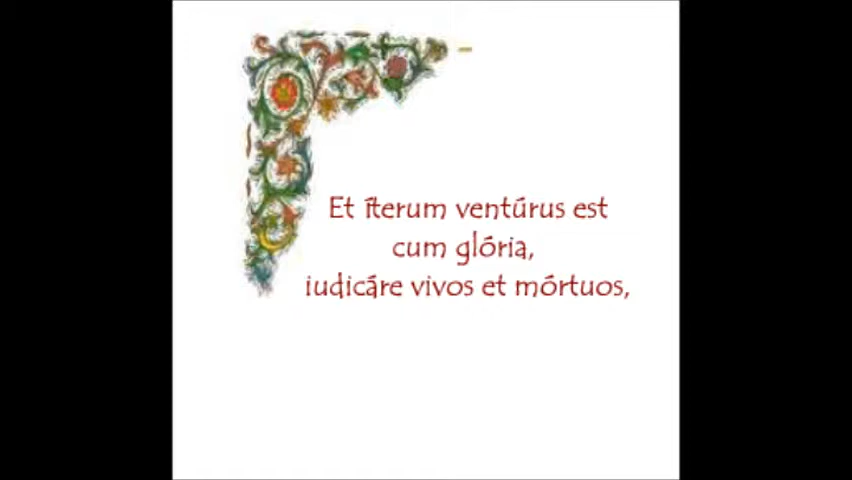 Et íterum ventúrus est
cum glória,
iudicáre vivos et mórtuos,